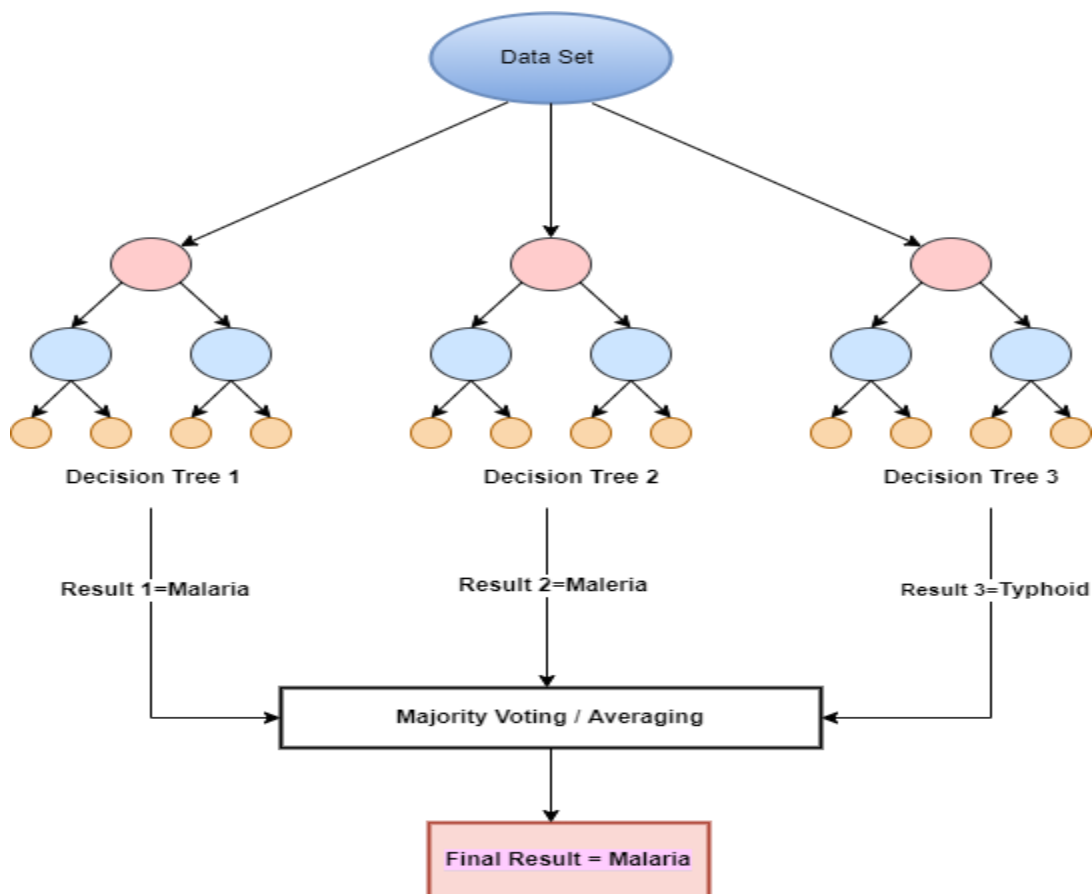 Data Set
Decision Tree 1
Decision Tree 2
Decision Tree 3
Result 1=Malaria
Result 2=Maleria
Result 3=Typhoid
Majority Voting / Averaging
Final Result = Malaria